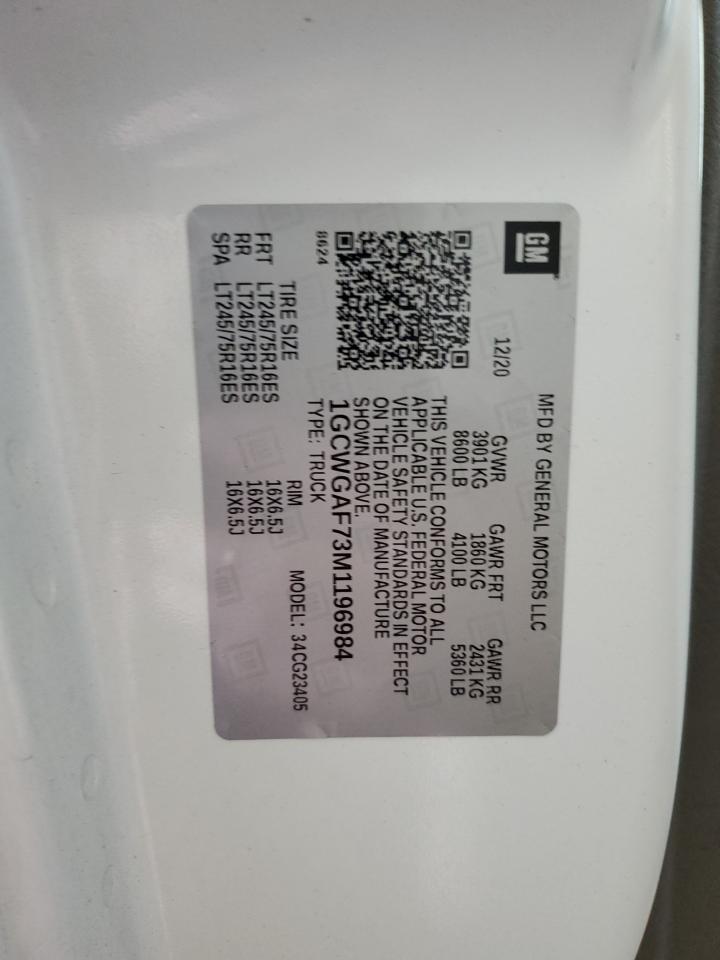 GM
MFD BY GENERAL MOTORS LLC
12/20
GVWR GAWR FRT GAWR RR
3901 KG 1860 KG 2431 KG
8600 LB 4100 LB 5360 LB
THIS VEHICLE CONFORMS TO ALL
APPLICABLE U.S. FEDERAL MOTOR
VEHICLE SAFETY STANDARDS IN EFFECT
ON THE DATE OF MANUFACTURE
SHOWN ABOVE.
1GCWGAF73M1196984
8624
TYPE: TRUCK
MODEL: 34CG23405
TIRE SIZE RIM
FRT LT245/75R16ES 16X6.5J
RR LT245/75R16ES 16X6.5J
SPA LT245/75R16ES 16X6.5J